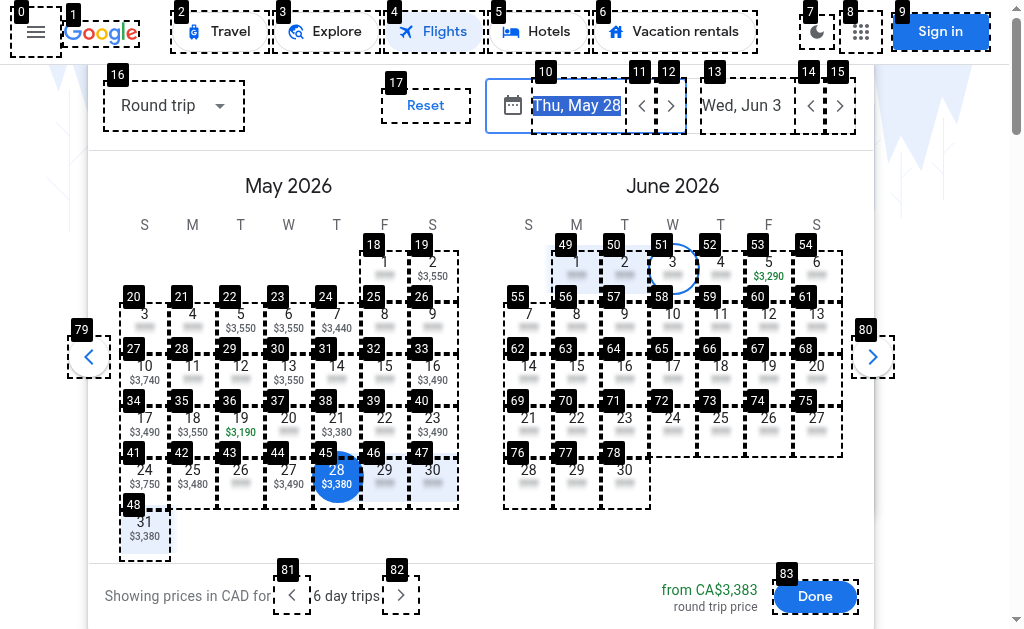 Google
Travel
Explore
Flights
Hotels
Vacation rentals
Sign in
0 1 2 3 4 5 6 7 8 9
16 17 10 11 12 13 14 15
Round trip
Reset
Thu, May 28
Wed, Jun 3
May 2026
June 2026
S M T W T F S
S M T W T F S
18 19
1 2
$3,550
20 21 22 23 24 25 26
3 4 5 6 7 8 9
$3,550 $3,550 $3,440
27 28 29 30 31 32 33
10 11 12 13 14 15 16
$3,740 $3,550 $3,490
34 35 36 37 38 39 40
17 18 19 20 21 22 23
$3,490 $3,550 $3,190 $3,380 $3,490
41 42 43 44 45 46 47
24 25 26 27 28 29 30
$3,750 $3,480 $3,490 $3,380
48
31
$3,380
49 50 51 52 53 54
1 2 3 4 5 6
$3,290
55 56 57 58 59 60 61
7 8 9 10 11 12 13
62 63 64 65 66 67 68
14 15 16 17 18 19 20
69 70 71 72 73 74 75
21 22 23 24 25 26 27
76 77 78
28 29 30
79 80
81 82 83
Showing prices in CAD for
6 day trips
from CA$3,383
round trip price
Done